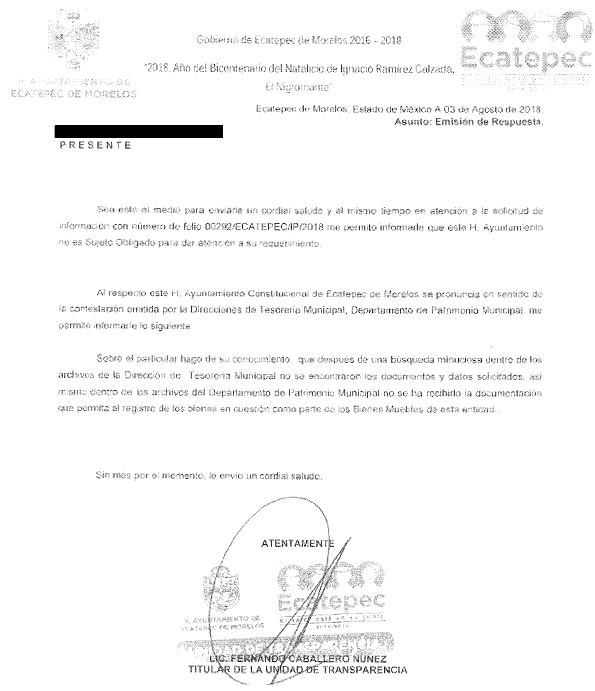 Gobierno de Ecatepec de Morelos 2016 – 2018
"2018, Año del Bicentenario del Natalicio de Ignacio Ramírez Calzada,
El Nigromante"
H. AYUNTAMIENTO DE
ECATEPEC DE MORELOS
Ecatepec
Ecatepec de Morelos, Estado de México A 03 de Agosto de 2018.
Asunto: Emisión de Respuesta.
PRESENTE
Sea este el medio para enviarle un cordial saludo y al mismo tiempo en atención a la solicitud de
información con número de folio 00292/ECATEPEC/IP/2018 me permito informarle que este H. Ayuntamiento
no es Sujeto Obligado para dar atención a su requerimiento.
Al respecto este H. Ayuntamiento Constitucional de Ecatepec de Morelos se pronuncia en sentido de
la contestación emitida por la Direcciones de Tesorería Municipal, Departamento de Patrimonio Municipal, me
permito informarle lo siguiente.
Sobre el particular hago de su conocimiento, que después de una búsqueda minuciosa dentro de los
archivos de la Dirección de Tesorería Municipal no se encontraron los documentos y datos solicitados, así
mismo dentro de los archivos del Departamento de Patrimonio Municipal no se ha recibido la documentación
que permita el registro de los bienes en cuestión como parte de los Bienes Muebles de esta entidad.
Sin más por el momento, le envío un cordial saludo.
ATENTAMENTE
H. AYUNTAMIENTO DE
ECATEPEC DE MORELOS
Ecatepec
LIC. FERNANDO CABALLERO NÚÑEZ
TITULAR DE LA UNIDAD DE TRANSPARENCIA